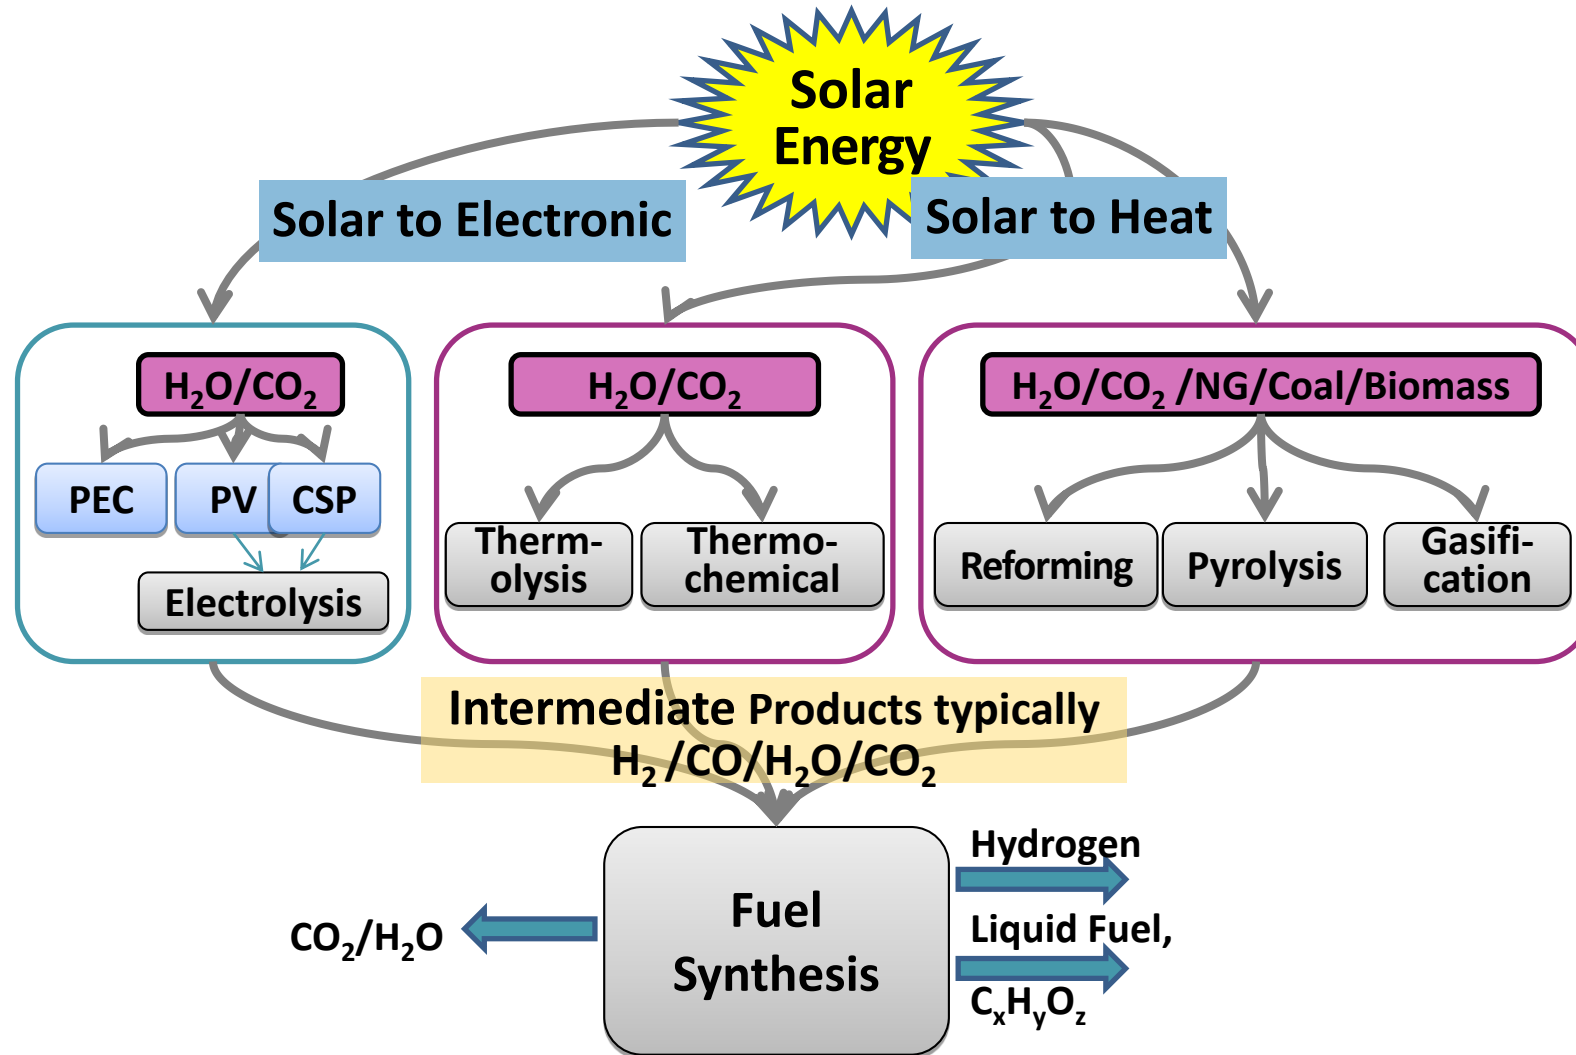 Solar
Energy
Solar to Electronic
Solar to Heat
H₂O/CO₂
H₂O/CO₂
H₂O/CO₂ /NG/Coal/Biomass
PEC
PV
CSP
Electrolysis
Therm-
olysis
Thermo-
chemical
Reforming
Pyrolysis
Gasifi-
cation
Intermediate Products typically
H₂ /CO/H₂O/CO₂
Fuel
Synthesis
CO₂/H₂O
Hydrogen
Liquid Fuel,
CₓHᵧO_z